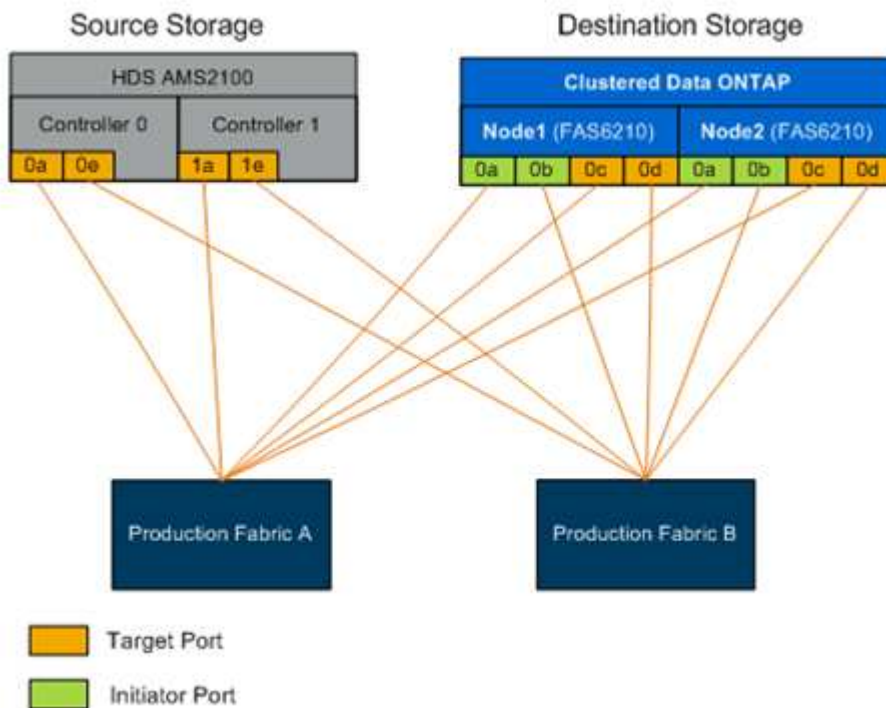 Source Storage
Destination Storage
HDS AMS2100
Clustered Data ONTAP
Controller 0
Controller 1
Node1 (FAS6210)
Node2 (FAS6210)
0a 0e 1a 1e
0a 0b 0c 0d 0a 0b 0c 0d
Production Fabric A
Production Fabric B
Target Port
Initiator Port